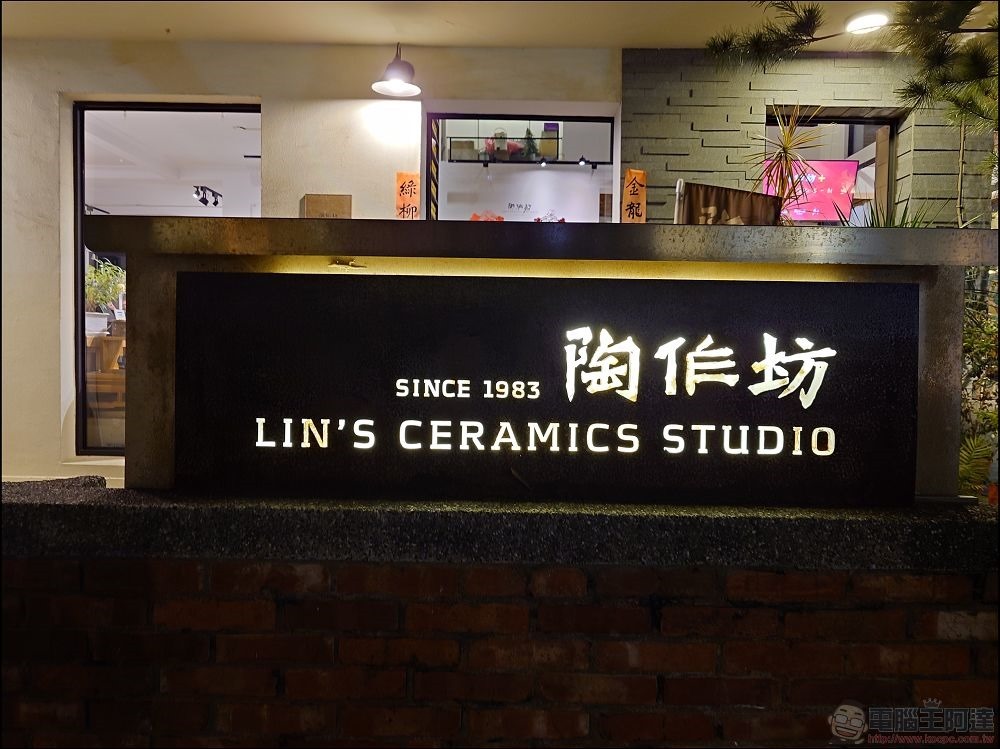 綠柳
金龍
SINCE 1983 陶作坊
LIN'S CERAMICS STUDIO
電腦王阿達
http://www.kocpc.com.tw